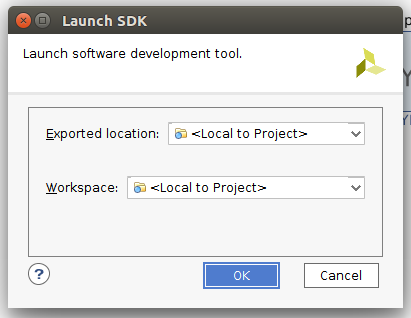 Launch SDK
Launch software development tool.
Exported location: <Local to Project>
Workspace: <Local to Project>
?
OK
Cancel